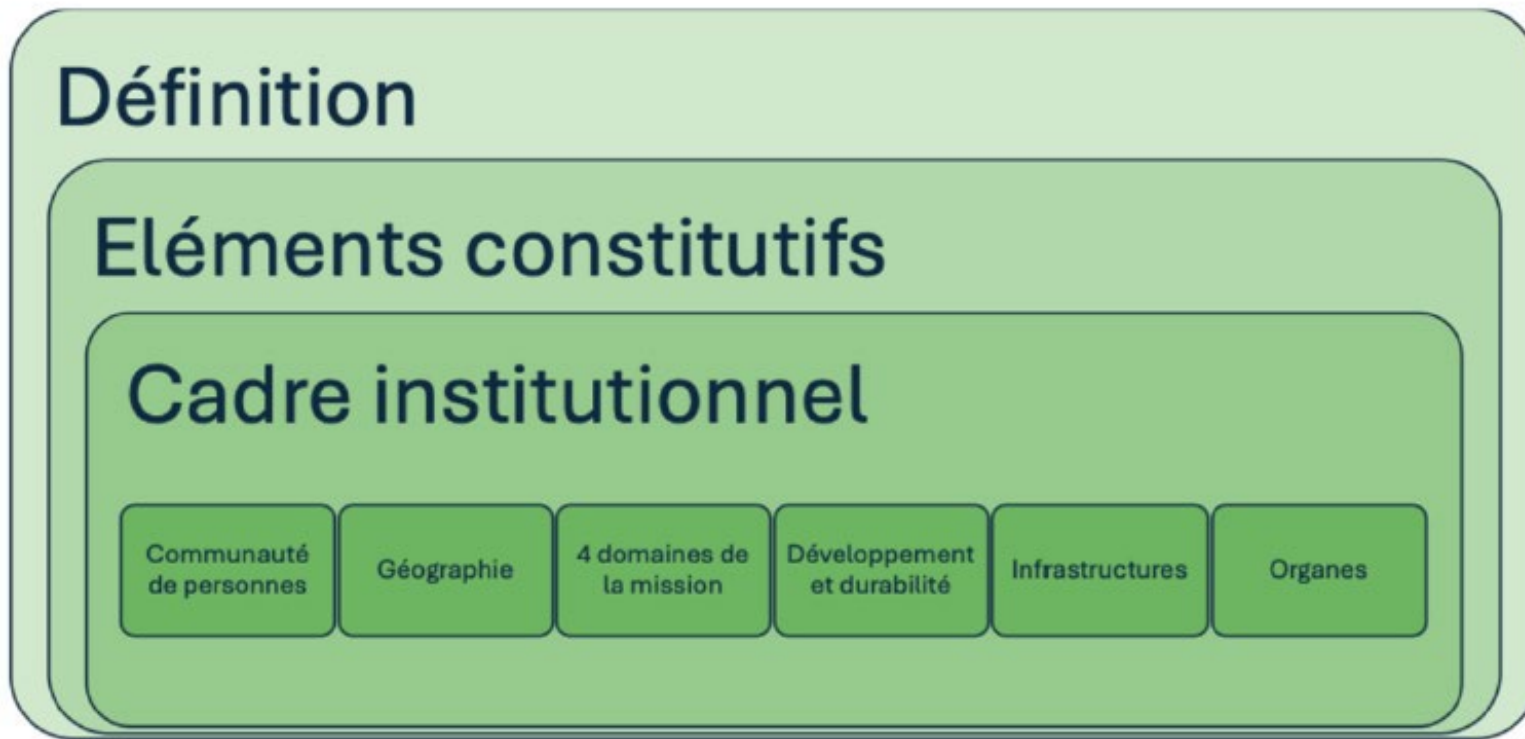 Définition
Eléments constitutifs
Cadre institutionnel
Communauté
de personnes
Géographie
4 domaines de
la mission
Développement
et durabilité
Infrastructures
Organes